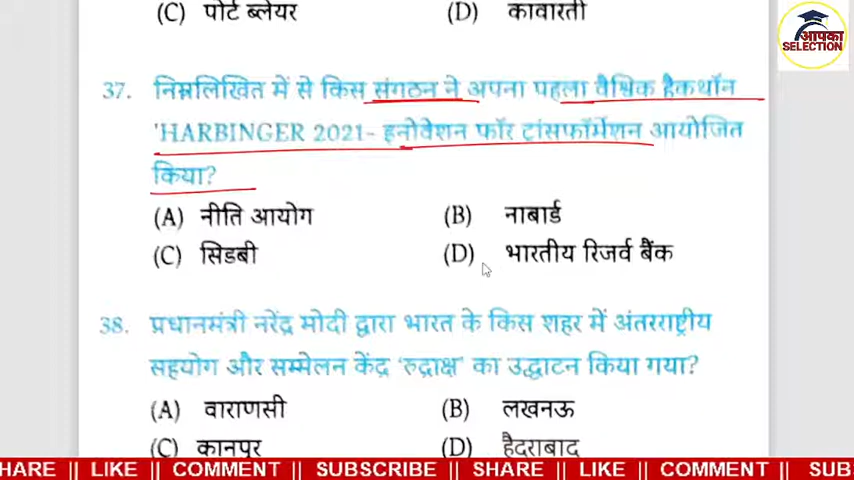 (C) पोर्ट ब्लेयर (D) कावारती
आपका
SELECTION
37. निम्नलिखित में से किस संगठन ने अपना पहला वैश्विक हैकथॉन
'HARBINGER 2021- इनोवेशन फॉर ट्रांसफॉर्मेशन आयोजित
किया?
(A) नीति आयोग (B) नाबार्ड
(C) सिडबी (D) भारतीय रिजर्व बैंक
38. प्रधानमंत्री नरेंद्र मोदी द्वारा भारत के किस शहर में अंतरराष्ट्रीय
सहयोग और सम्मेलन केंद्र ‘रुद्राक्ष’ का उद्घाटन किया गया?
(A) वाराणसी (B) लखनऊ
(C) कानपुर (D) हैदराबाद
HARE || LIKE || COMMENT || SUBSCRIBE || SHARE || LIKE || COMMENT || SUB